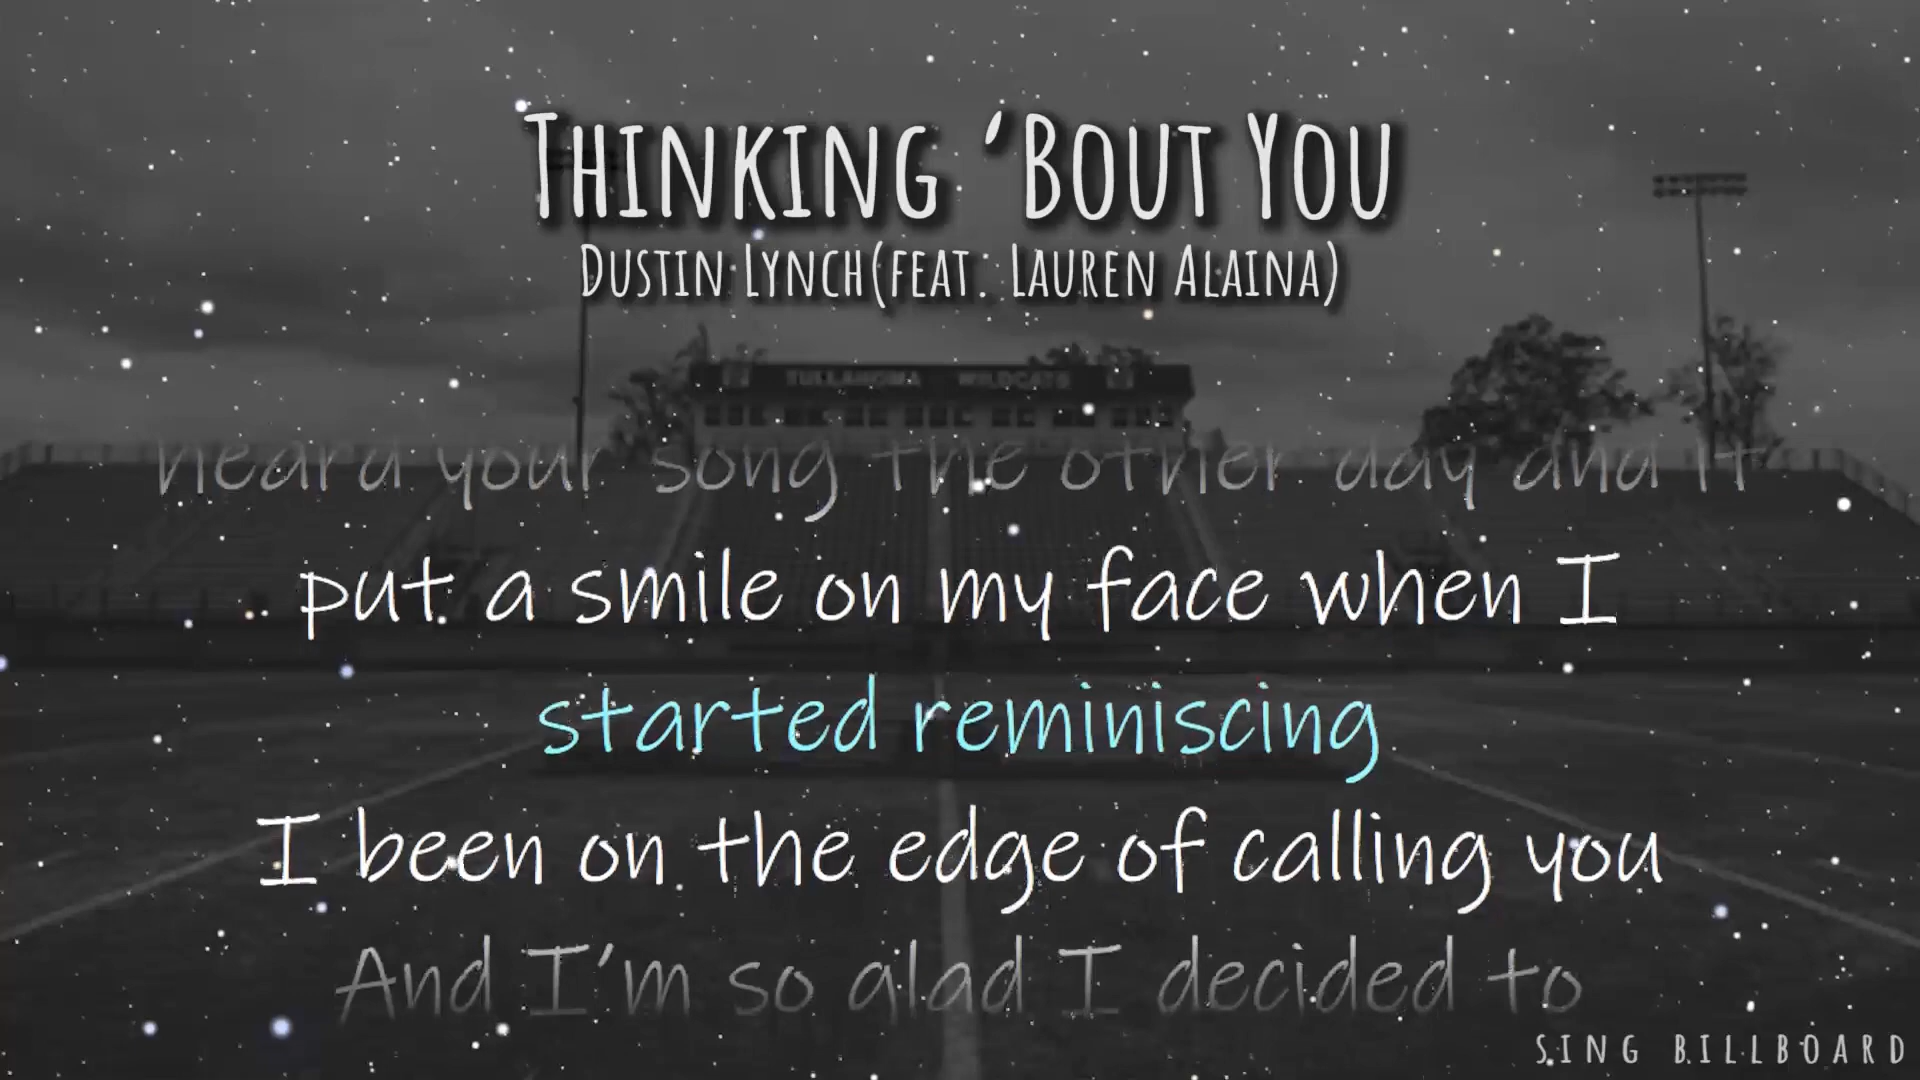 THINKING ‘BOUT YOU
DUSTIN LYNCH(FEAT. LAUREN ALAINA)
TULLAHOMA WILDCATS
heard your song the other day and it
put a smile on my face when I
started reminiscing
I been on the edge of calling you
And I'm so glad I decided to
SING BILLBOARD